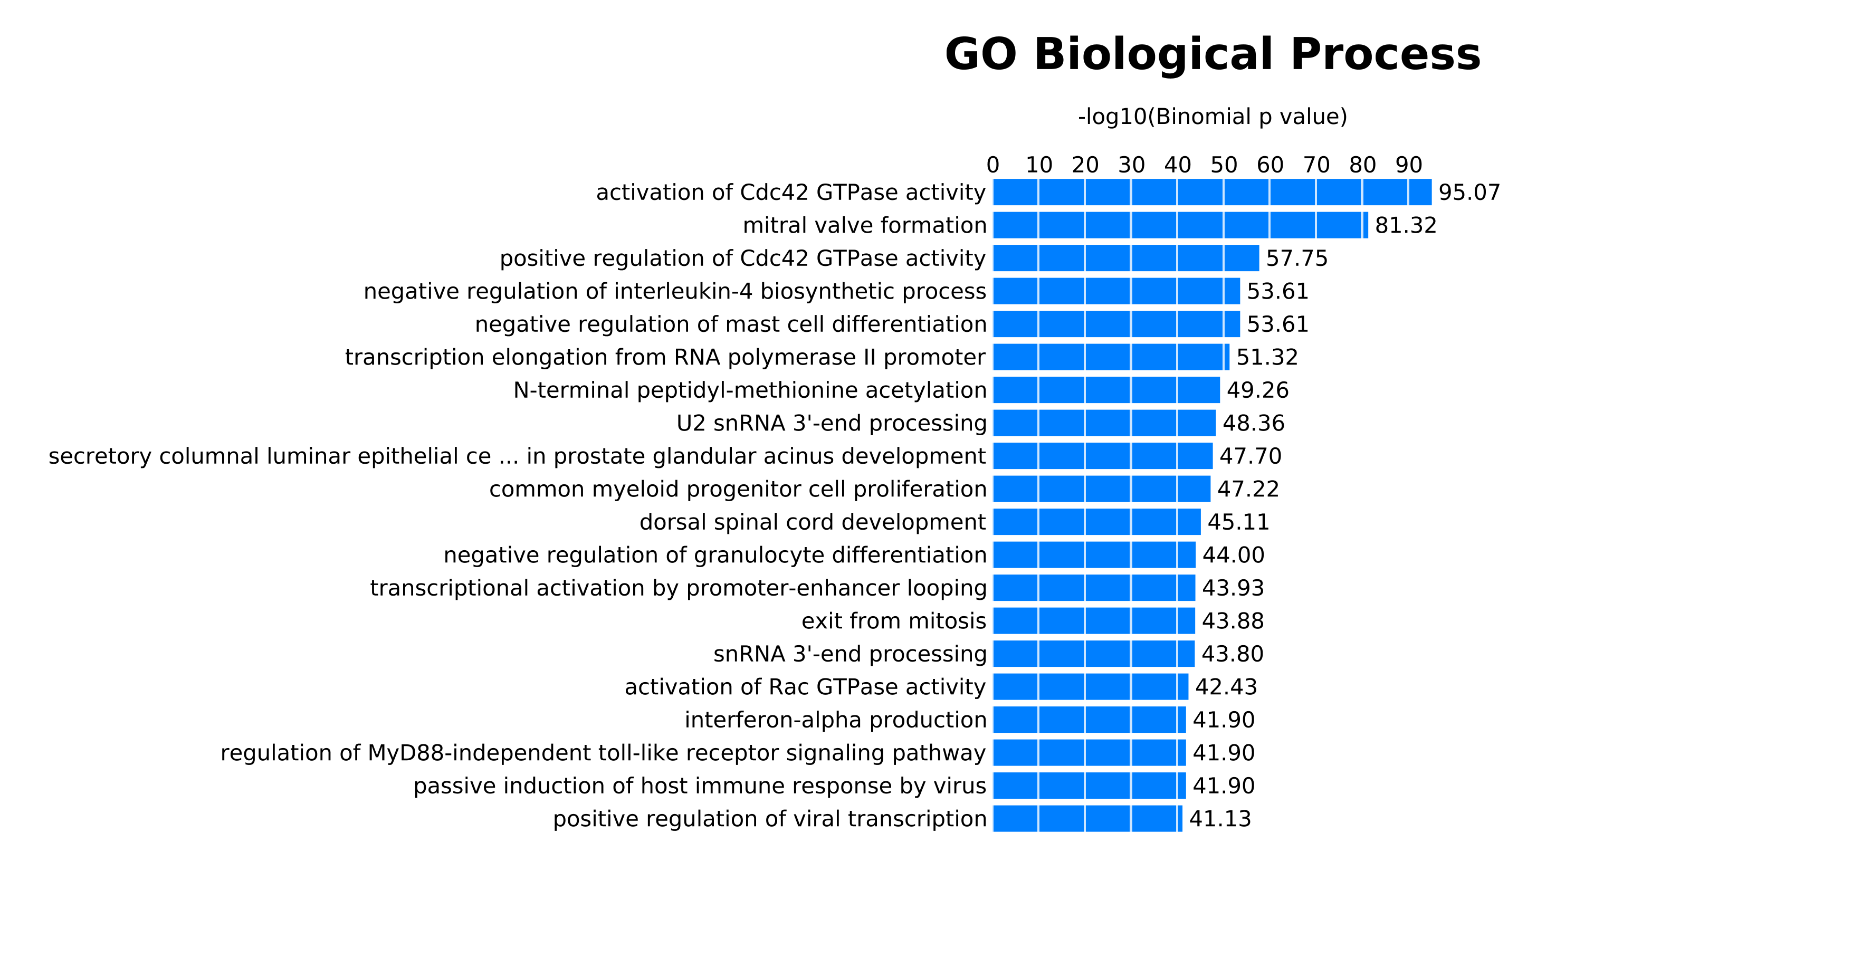 GO Biological Process
-log10(Binomial p value)
0 10 20 30 40 50 60 70 80 90
activation of Cdc42 GTPase activity 95.07
mitral valve formation 81.32
positive regulation of Cdc42 GTPase activity 57.75
negative regulation of interleukin-4 biosynthetic process 53.61
negative regulation of mast cell differentiation 53.61
transcription elongation from RNA polymerase II promoter 51.32
N-terminal peptidyl-methionine acetylation 49.26
U2 snRNA 3'-end processing 48.36
secretory columnal luminar epithelial ce ... in prostate glandular acinus development 47.70
common myeloid progenitor cell proliferation 47.22
dorsal spinal cord development 45.11
negative regulation of granulocyte differentiation 44.00
transcriptional activation by promoter-enhancer looping 43.93
exit from mitosis 43.88
snRNA 3'-end processing 43.80
activation of Rac GTPase activity 42.43
interferon-alpha production 41.90
regulation of MyD88-independent toll-like receptor signaling pathway 41.90
passive induction of host immune response by virus 41.90
positive regulation of viral transcription 41.13